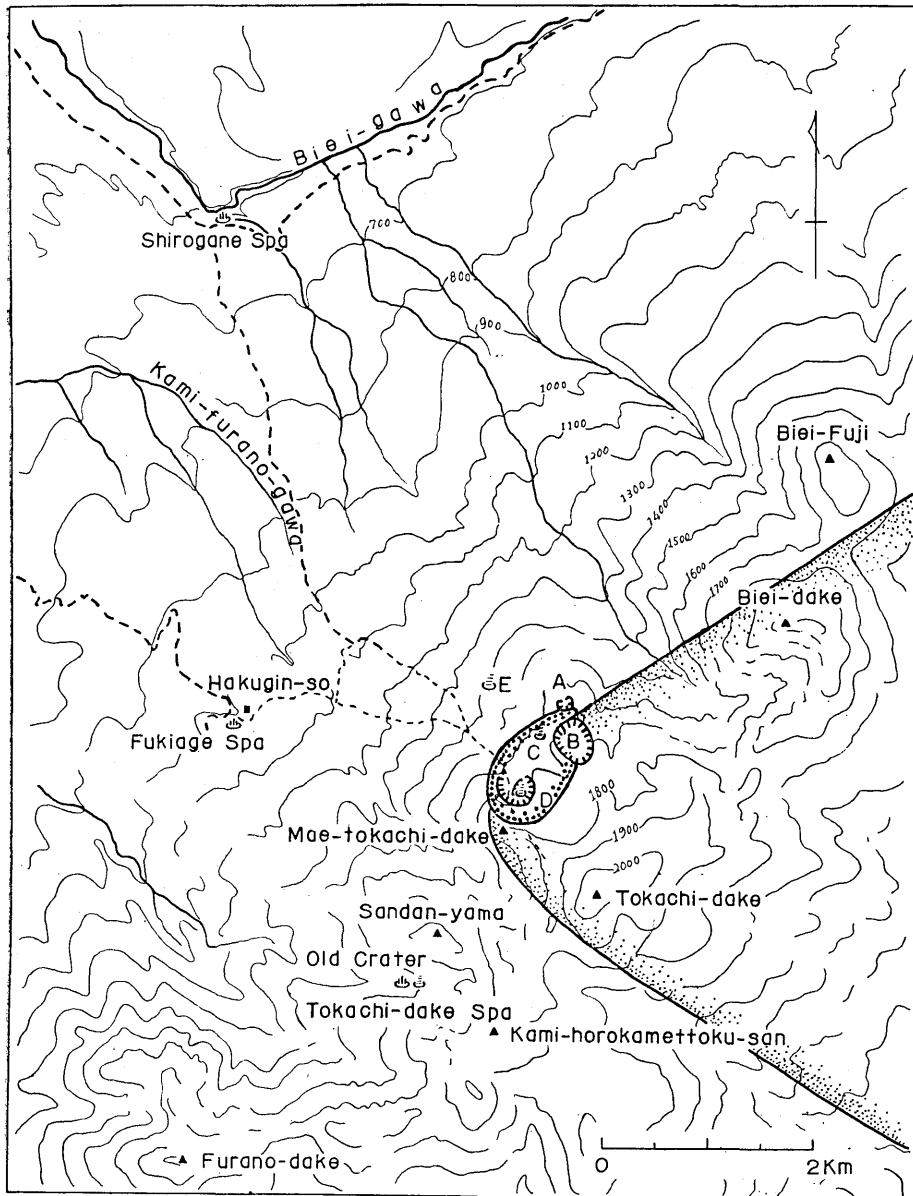 Biei-gawa
Shirogane Spa
700
800
900
1000
1100
1200
1300
1400
1500
1600
1700
Kami-furano-gawa
Biei-Fuji
Biei-dake
Hakugin-so
Fukiage Spa
E
A
B
C
D
1800
1900
2000
Mae-tokachi-dake
Tokachi-dake
Sandan-yama
Old Crater
Tokachi-dake Spa
Kami-horokamettoku-san
Furano-dake
0 2Km